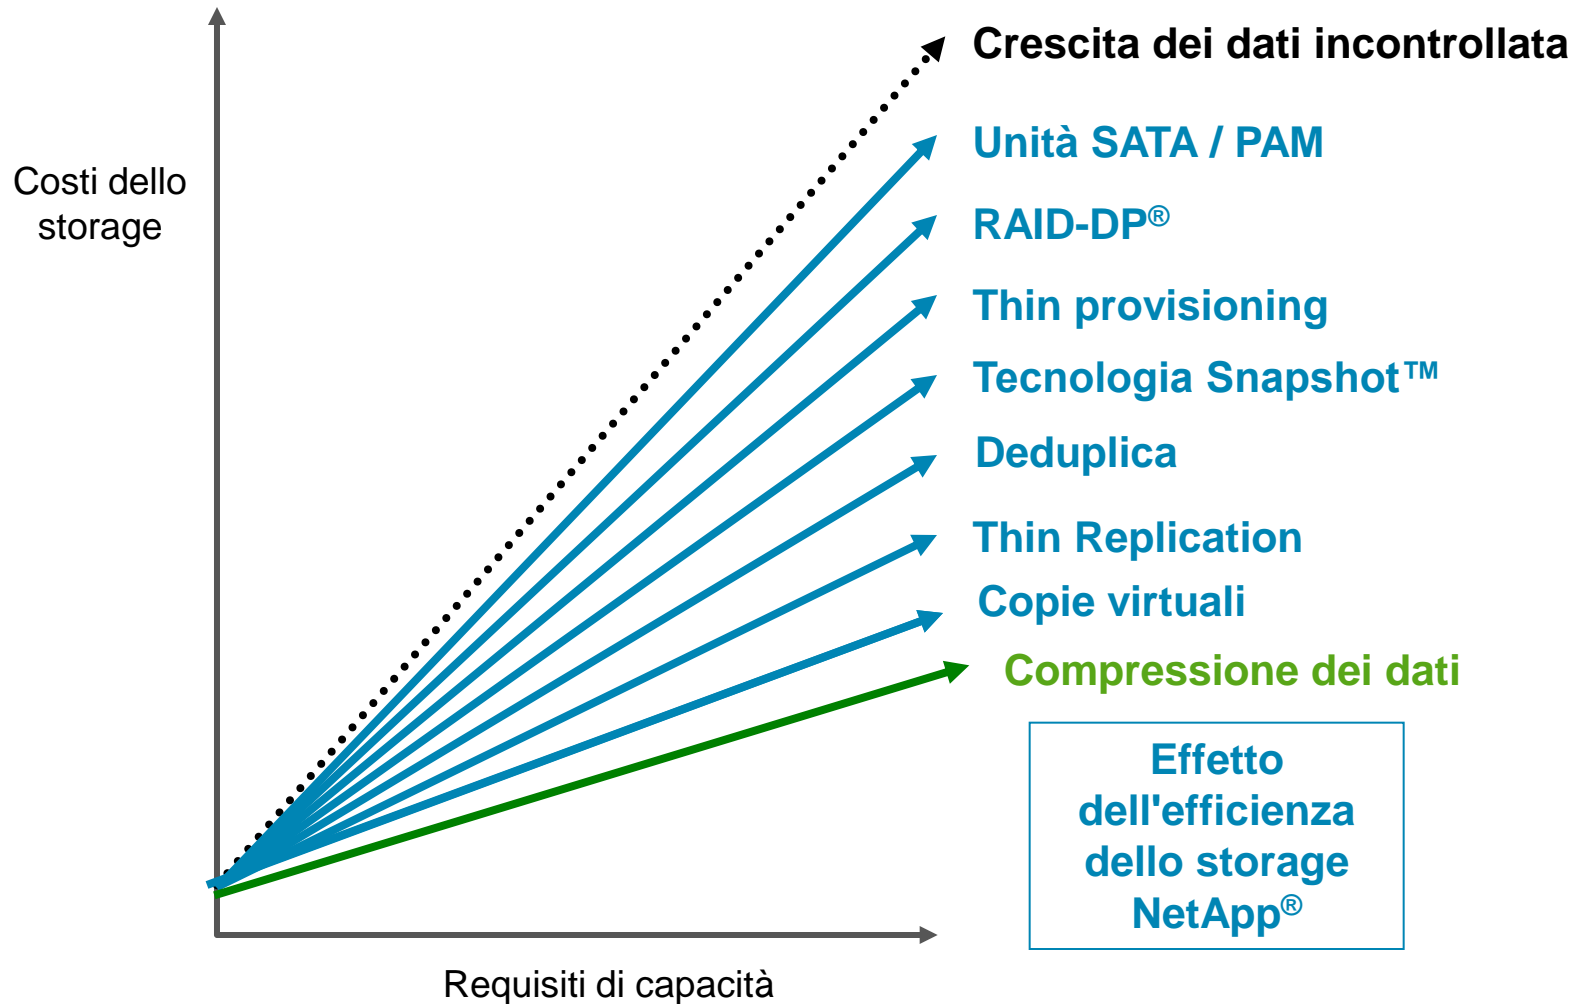 Crescita dei dati incontrollata
Unità SATA / PAM
Costi dello
storage
RAID-DP®
Thin provisioning
Tecnologia Snapshot™
Deduplica
Thin Replication
Copie virtuali
Compressione dei dati
Effetto
dell'efficienza
dello storage
NetApp®
Requisiti di capacità